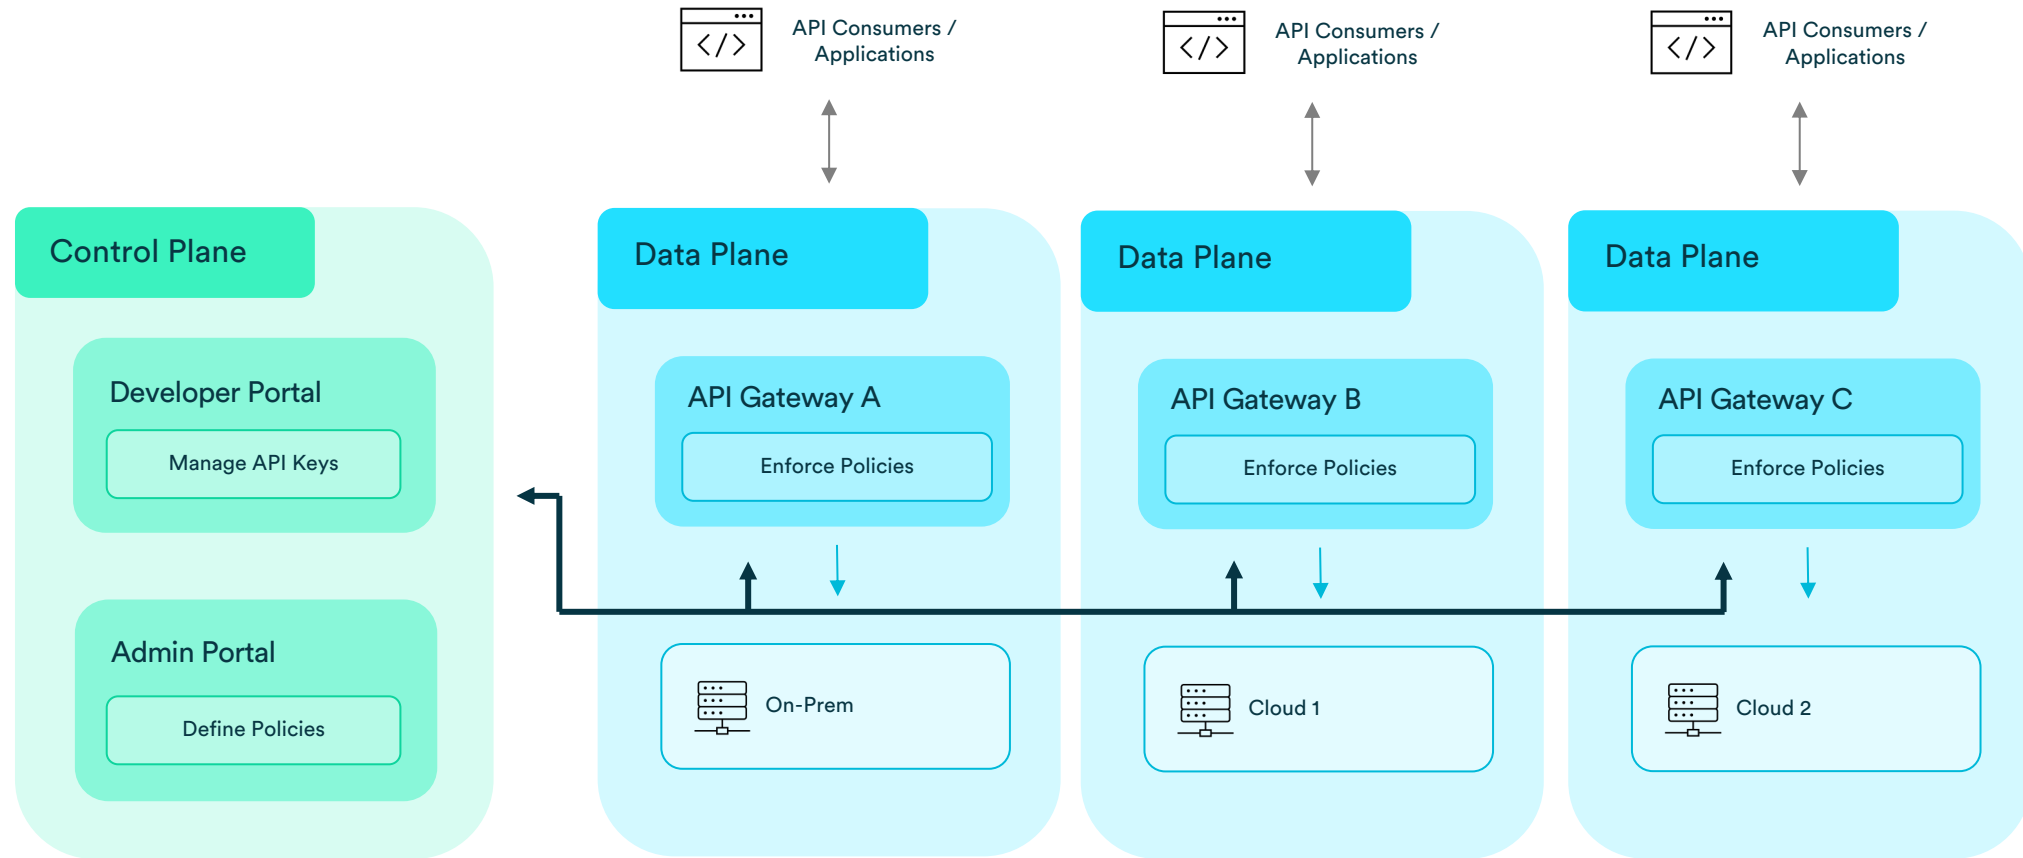 API Consumers /
Applications
API Consumers /
Applications
API Consumers /
Applications
Control Plane
Developer Portal
Manage API Keys
Admin Portal
Define Policies
Data Plane
API Gateway A
Enforce Policies
On-Prem
Data Plane
API Gateway B
Enforce Policies
Cloud 1
Data Plane
API Gateway C
Enforce Policies
Cloud 2